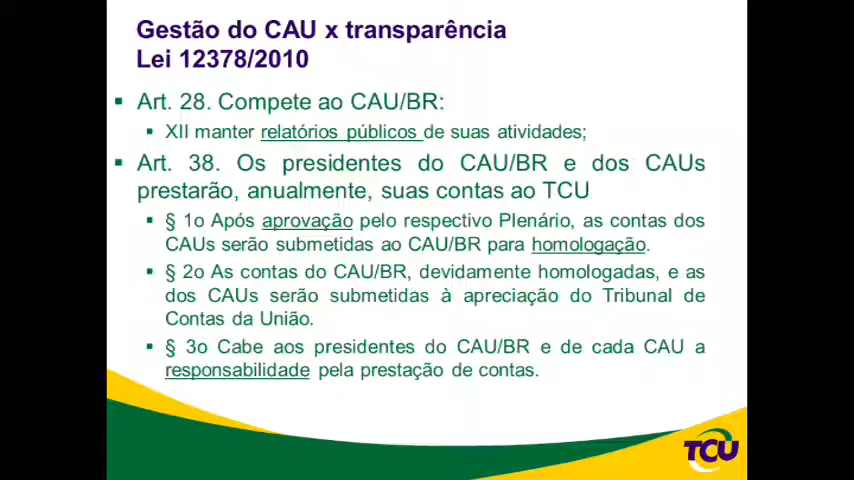 Gestão do CAU x transparência
Lei 12378/2010
Art. 28. Compete ao CAU/BR:
XII manter relatórios públicos de suas atividades;
Art. 38. Os presidentes do CAU/BR e dos CAUs
prestarão, anualmente, suas contas ao TCU
§ 1o Após aprovação pelo respectivo Plenário, as contas dos
CAUs serão submetidas ao CAU/BR para homologação.
§ 2o As contas do CAU/BR, devidamente homologadas, e as
dos CAUs serão submetidas à apreciação do Tribunal de
Contas da União.
§ 3o Cabe aos presidentes do CAU/BR e de cada CAU a
responsabilidade pela prestação de contas.
TCU